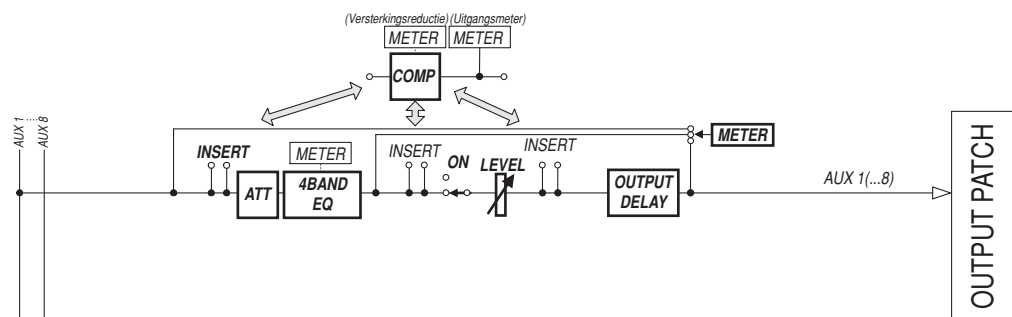 (Versterkingsreductie) (Uitgangsmeter)
METER METER
COMP
AUX 1
AUX 8
INSERT
METER
INSERT
ON
LEVEL
INSERT
METER
ATT
4BAND
EQ
OUTPUT
DELAY
AUX 1(...8)
OUTPUT PATCH